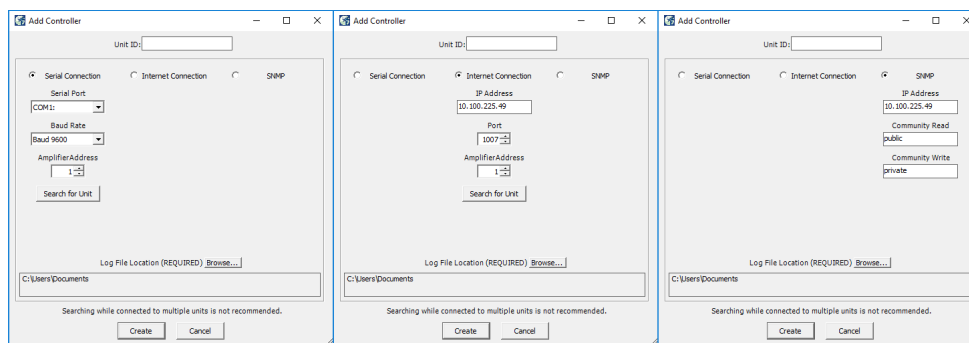 Add Controller
Unit ID:
Serial Connection Internet Connection SNMP
Serial Port
COM1:
Baud Rate
Baud 9600
AmplifierAddress
1
Search for Unit
Log File Location (REQUIRED) Browse...
C:\Users\Documents
Searching while connected to multiple units is not recommended.
Create Cancel
Add Controller
Unit ID:
Serial Connection Internet Connection SNMP
IP Address
10.100.225.49
Port
1007
AmplifierAddress
1
Search for Unit
Log File Location (REQUIRED) Browse...
C:\Users\Documents
Searching while connected to multiple units is not recommended.
Create Cancel
Add Controller
Unit ID:
Serial Connection Internet Connection SNMP
IP Address
10.100.225.49
Community Read
public
Community Write
private
Log File Location (REQUIRED) Browse...
C:\Users\Documents
Searching while connected to multiple units is not recommended.
Create Cancel